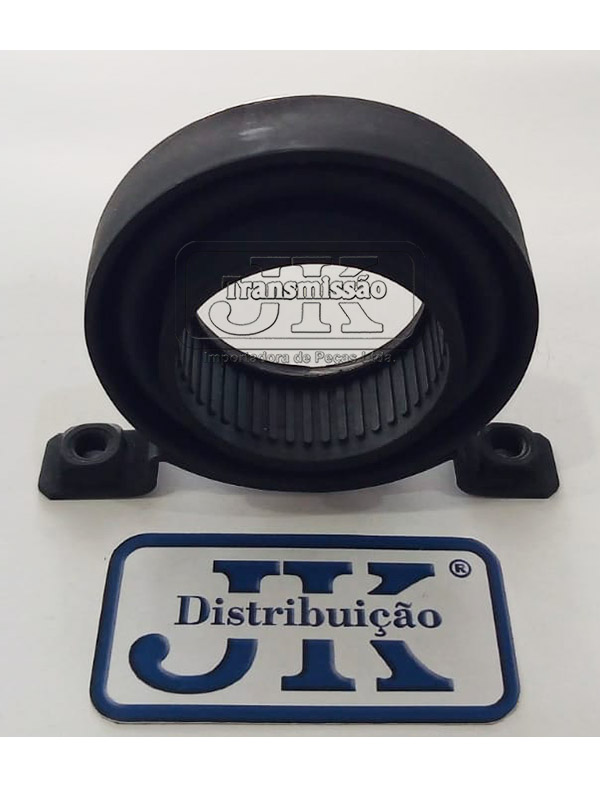 JK
Transmissão
Importadora de Peças Ltda.
JK ®
Distribuição